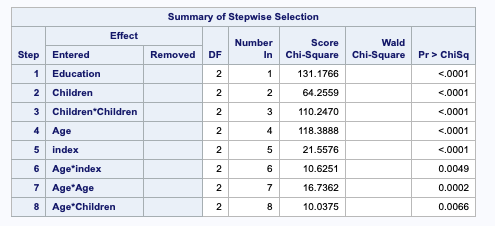 Summary of Stepwise Selection
Effect
Step Entered Removed DF Number In Score Chi-Square Wald Chi-Square Pr > ChiSq
1 Education 2 1 131.1766 <.0001
2 Children 2 2 64.2559 <.0001
3 Children*Children 2 3 110.2470 <.0001
4 Age 2 4 118.3888 <.0001
5 index 2 5 21.5576 <.0001
6 Age*index 2 6 10.6251 0.0049
7 Age*Age 2 7 16.7362 0.0002
8 Age*Children 2 8 10.0375 0.0066